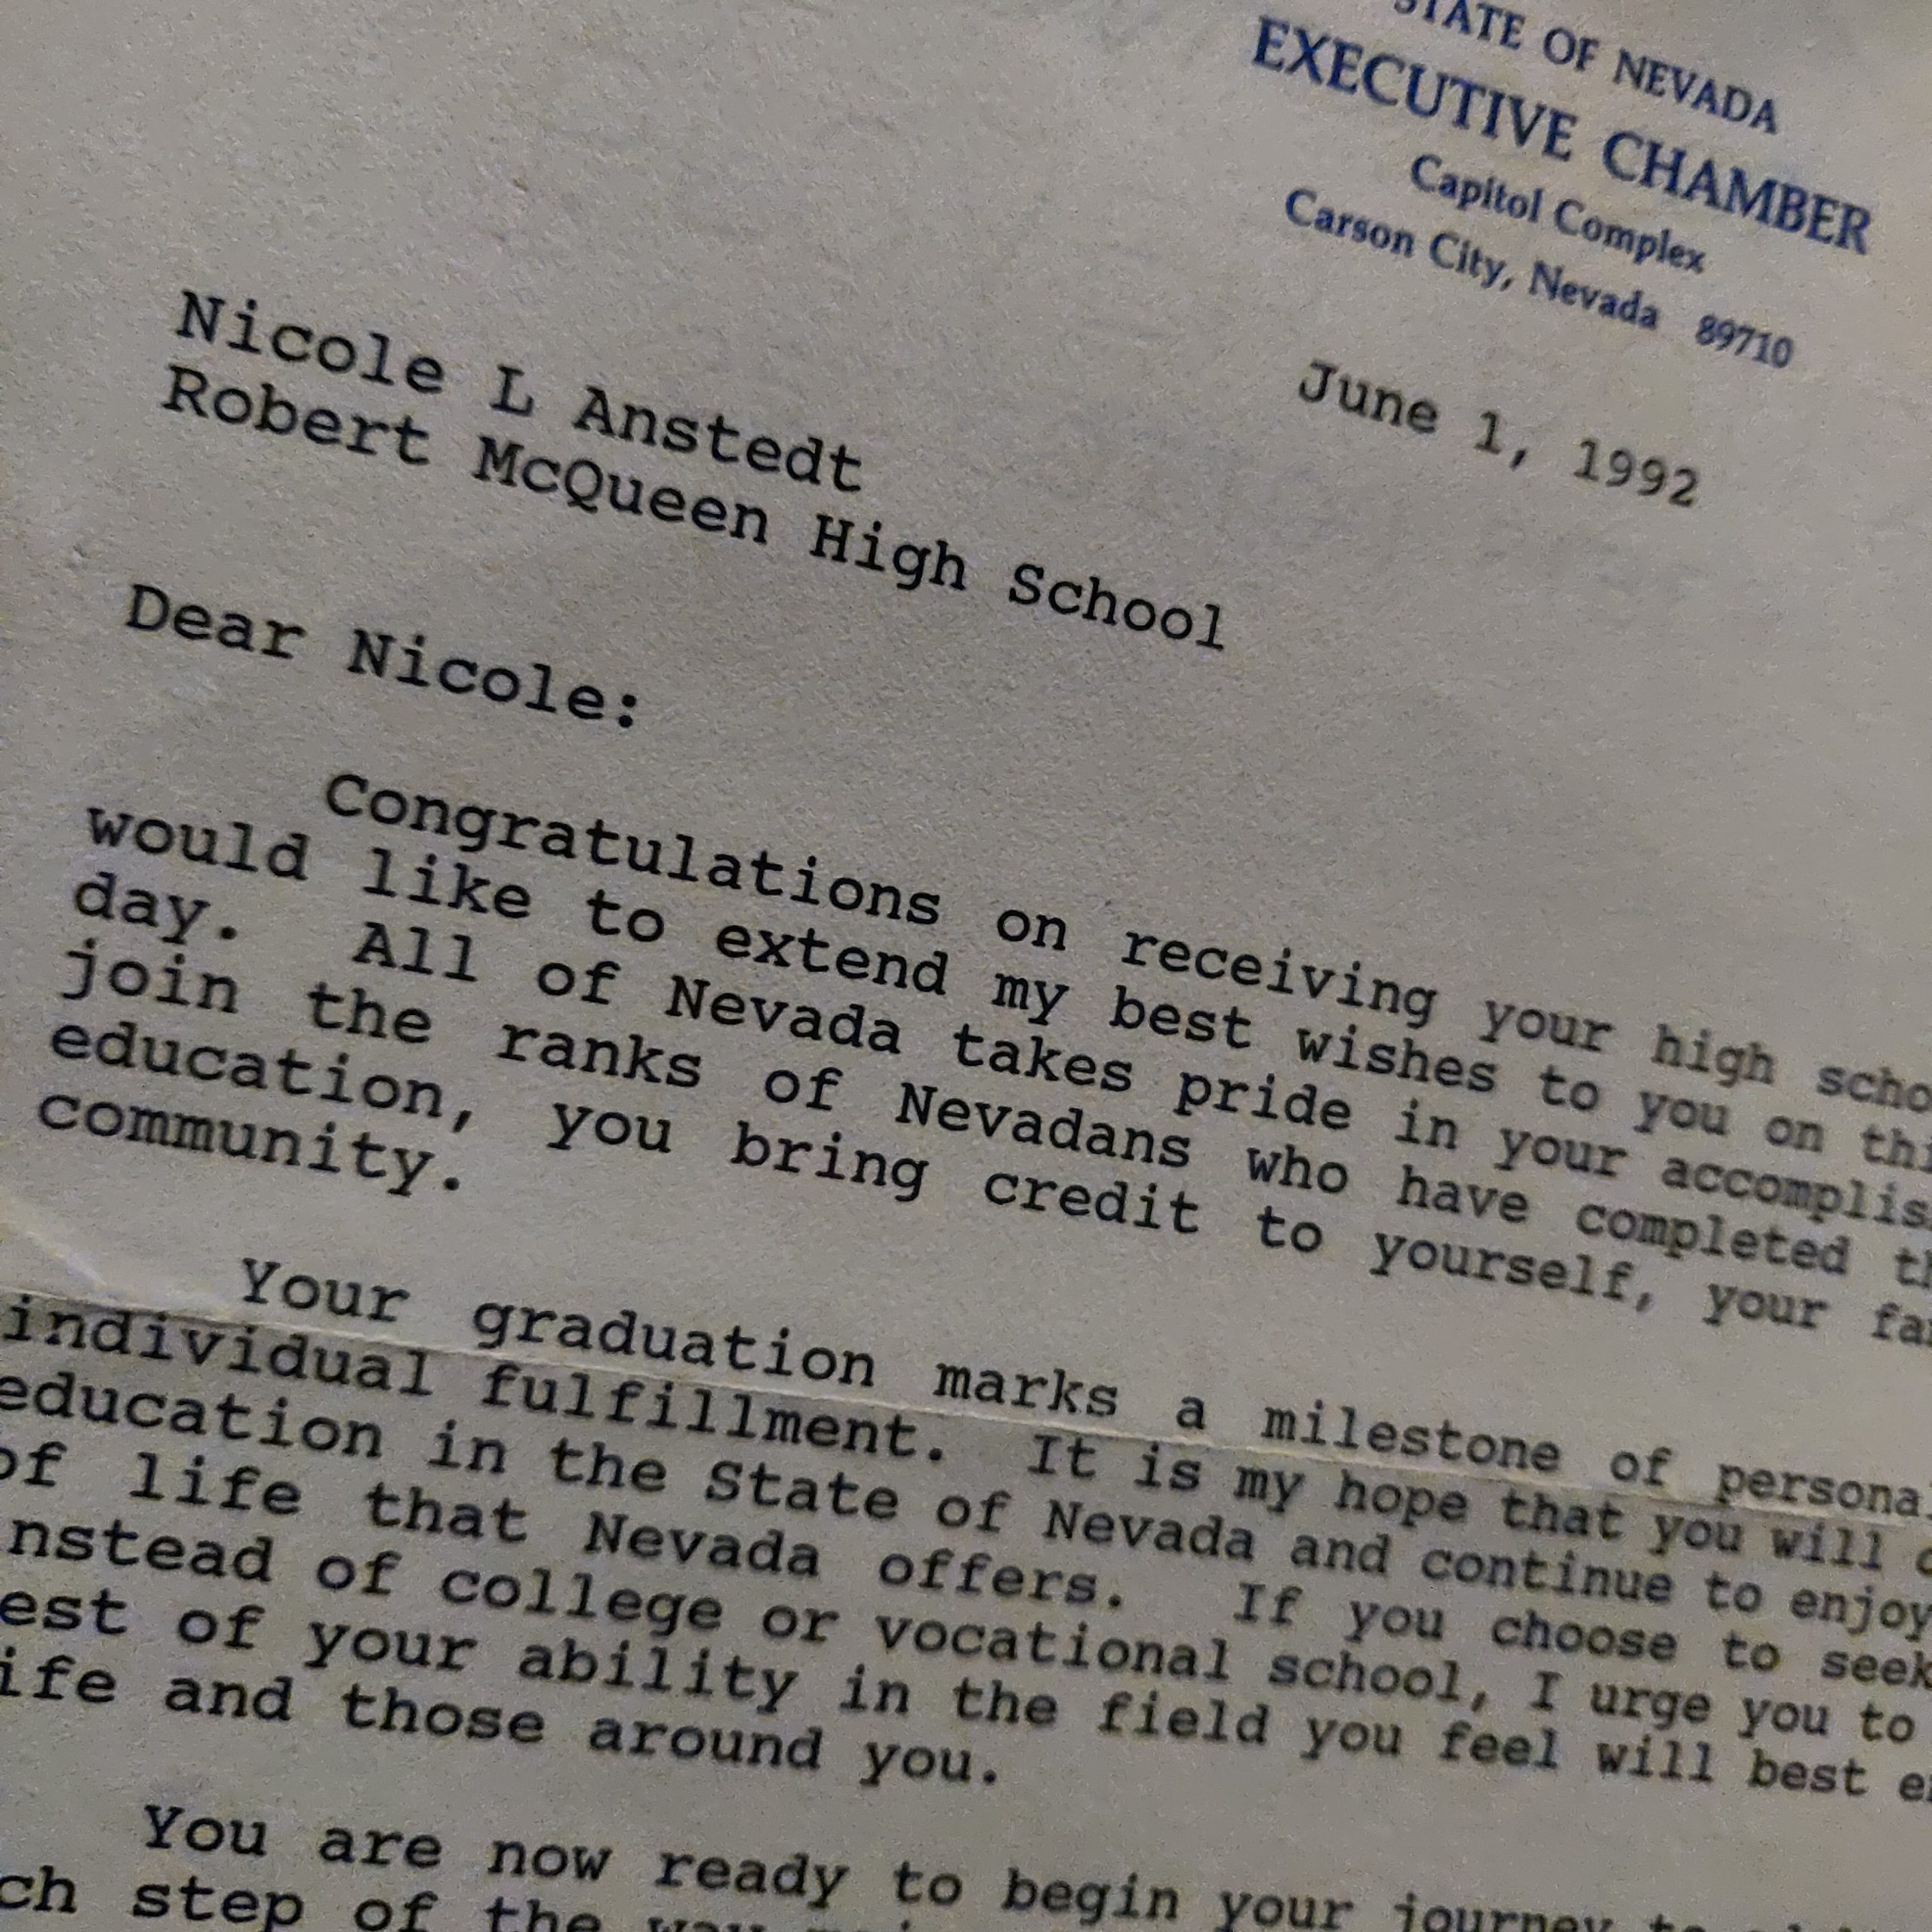 STATE OF NEVADA
EXECUTIVE CHAMBER
Capitol Complex
Carson City, Nevada 89710
June 1, 1992
Nicole L Anstedt
Robert McQueen High School
Dear Nicole:
Congratulations on receiving your high scho
would like to extend my best wishes to you on thi
day. All of Nevada takes pride in your accomplis
join the ranks of Nevadans who have completed th
education, you bring credit to yourself, your fa
community.
Your graduation marks a milestone of persona
individual fulfillment. It is my hope that you will
education in the State of Nevada and continue to enjoy
of life that Nevada offers. If you choose to seek
nstead of college or vocational school, I urge you to
est of your ability in the field you feel will best e
ife and those around you.
You are now ready to begin your journey
ch step of the way